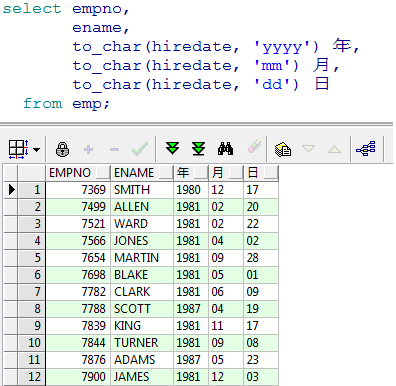 select empno,
ename,
to_char(hiredate, 'yyyy') 年,
to_char(hiredate, 'mm') 月,
to_char(hiredate, 'dd') 日
from emp;
EMPNO ENAME 年 月 日
1 7369 SMITH 1980 12 17
2 7499 ALLEN 1981 02 20
3 7521 WARD 1981 02 22
4 7566 JONES 1981 04 02
5 7654 MARTIN 1981 09 28
6 7698 BLAKE 1981 05 01
7 7782 CLARK 1981 06 09
8 7788 SCOTT 1987 04 19
9 7839 KING 1981 11 17
10 7844 TURNER 1981 09 08
11 7876 ADAMS 1987 05 23
12 7900 JAMES 1981 12 03